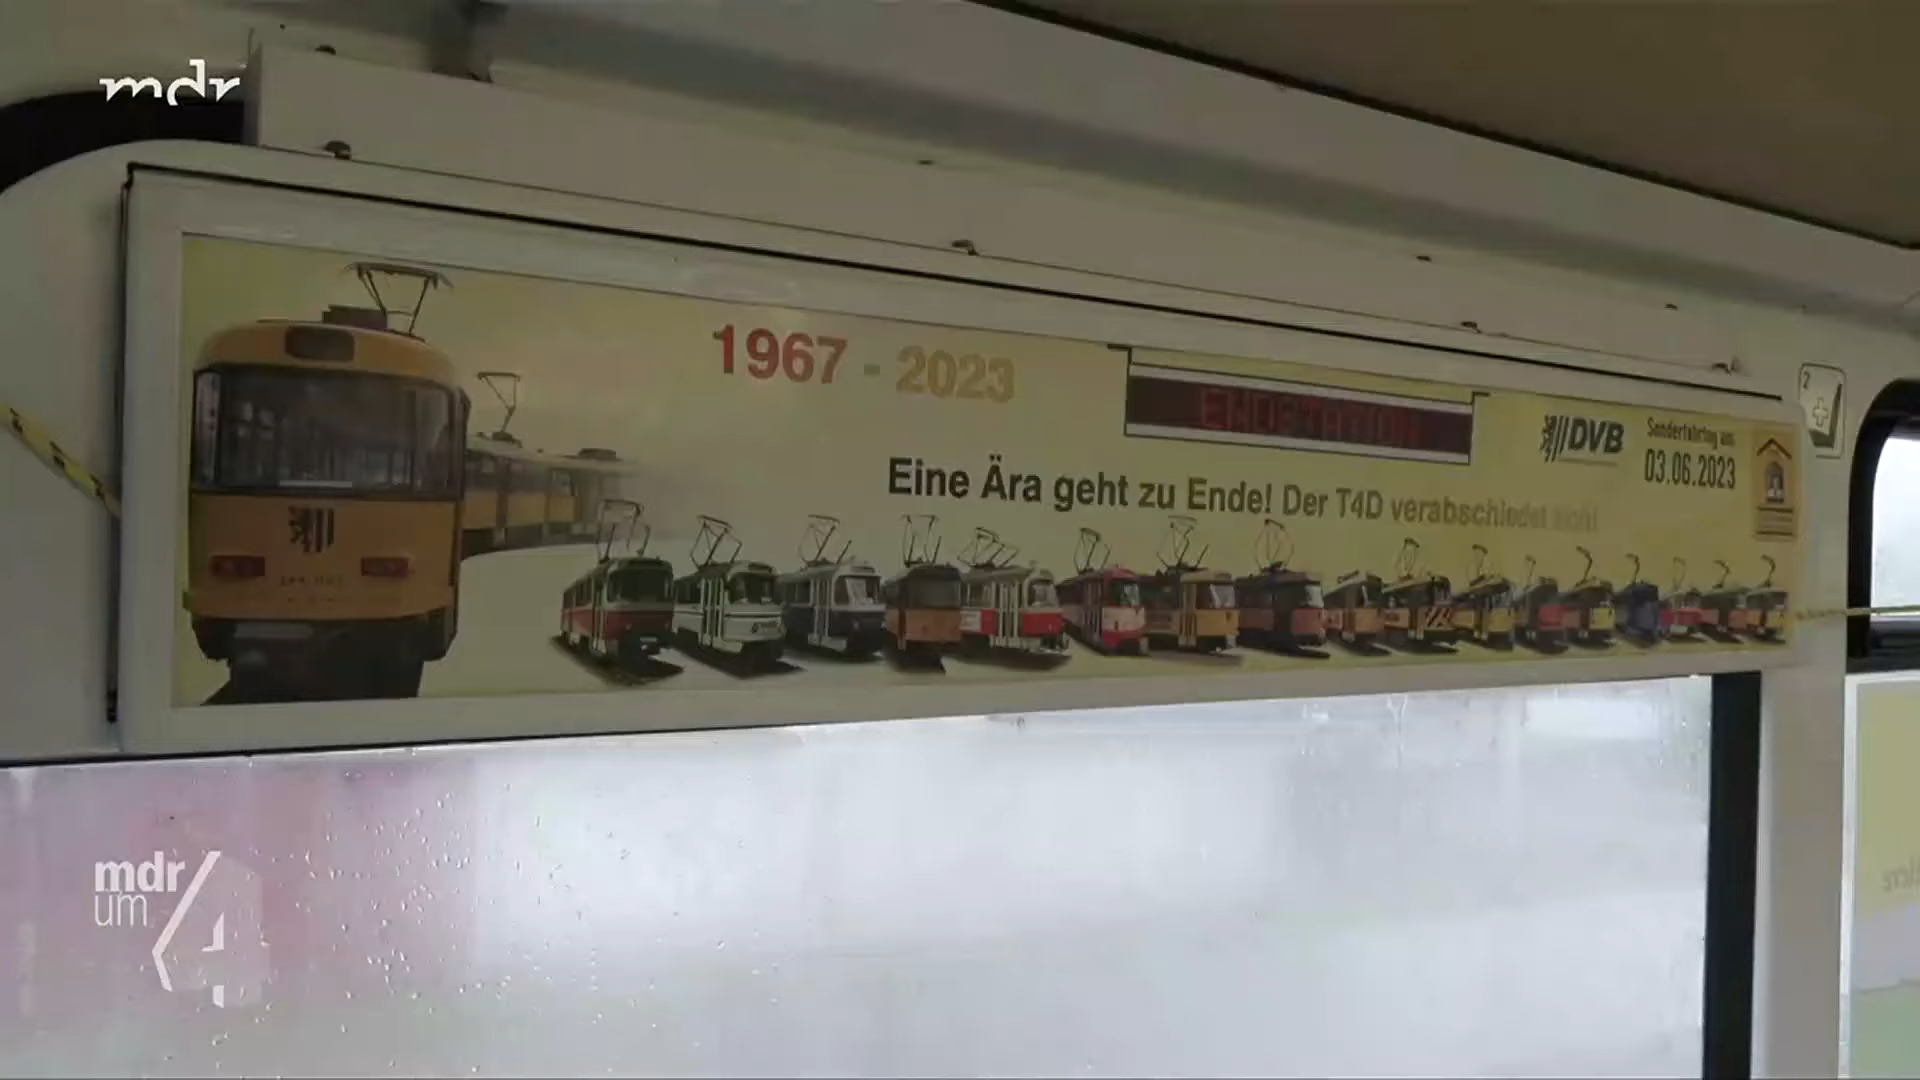 mdr
1967 - 2023
ENDSTATION
DVB
Sonderfahrt am
03.06.2023
Eine Ära geht zu Ende! Der T4D verabschiedet sich!
2
mdr
um
4